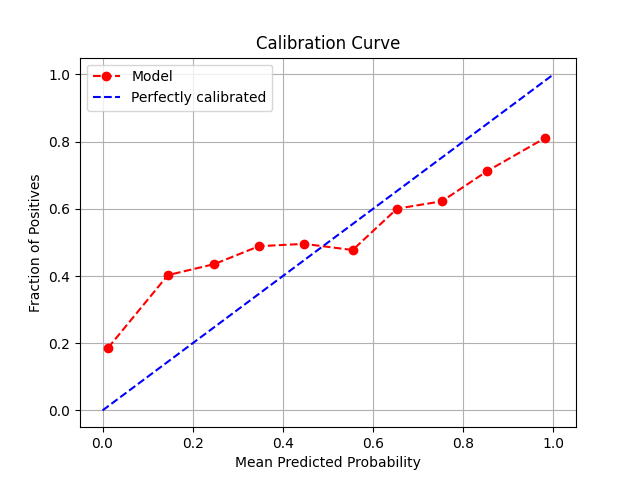 Calibration Curve
Model
Perfectly calibrated
Fraction of Positives
1.0
0.8
0.6
0.4
0.2
0.0
0.0 0.2 0.4 0.6 0.8 1.0
Mean Predicted Probability